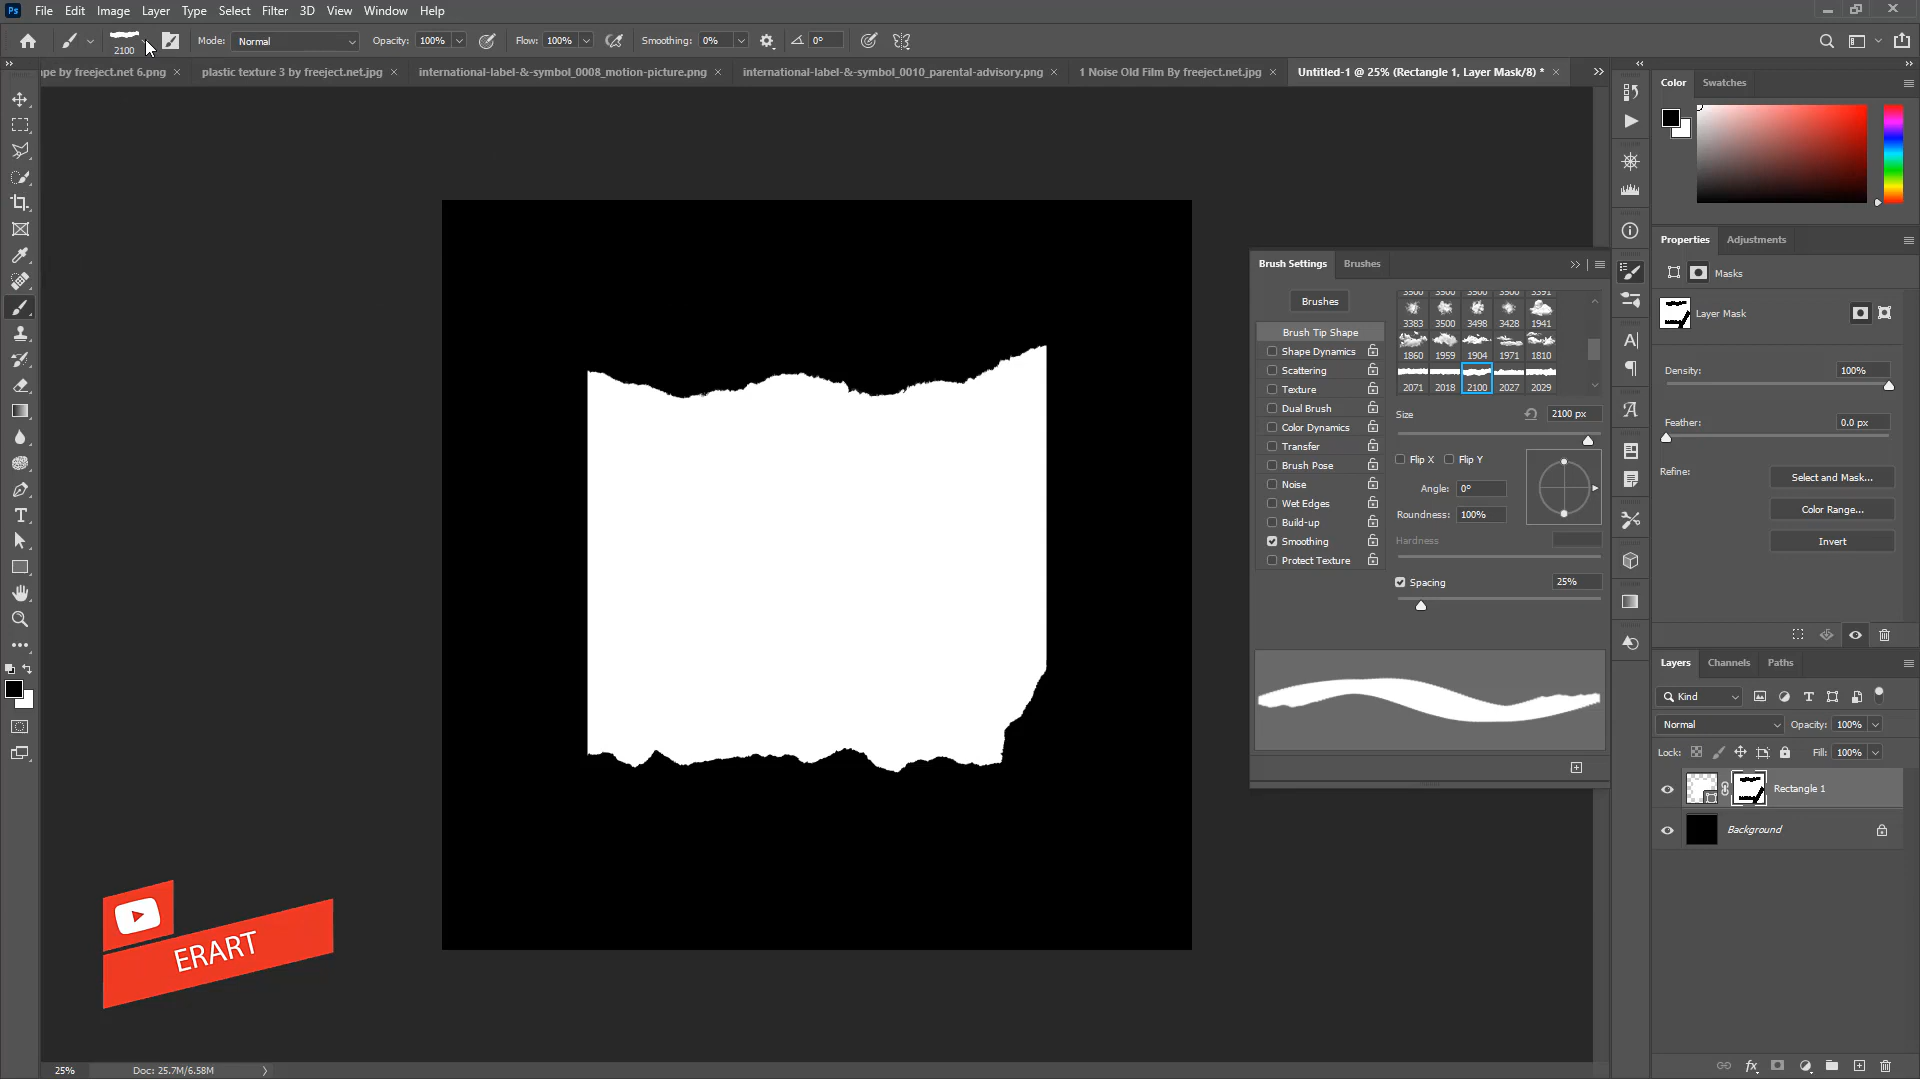 Ps File Edit Image Layer Type Select Filter 3D View Window Help
2100 Mode: Normal Opacity: 100% Flow: 100% Smoothing: 0% 0°
pe by freeject.net 6.png × plastic texture 3 by freeject.net.jpg × international-label-&-symbol_0008_motion-picture.png × international-label-&-symbol_0010_parental-advisory.png × 1 Noise Old Film By freeject.net.jpg × Untitled-1 @ 25% (Rectangle 1, Layer Mask/8) * ×
Color Swatches
Properties Adjustments
Masks
Layer Mask
Density: 100%
Feather: 0.0 px
Refine: Select and Mask...
Color Range...
Invert
Brush Settings Brushes
Brushes
Brush Tip Shape
Shape Dynamics
Scattering
Texture
Dual Brush
Color Dynamics
Transfer
Brush Pose
Noise
Wet Edges
Build-up
Smoothing
Protect Texture
3500 3500 3500 3500 3391
3383 3500 3498 3428 1941
1860 1959 1904 1971 1810
2071 2018 2100 2027 2029
Size 2100 px
Flip X Flip Y
Angle: 0°
Roundness: 100%
Hardness
Spacing 25%
Layers Channels Paths
Kind
Normal Opacity: 100%
Lock: Fill: 100%
Rectangle 1
Background
ERART
25% Doc: 25.7M/6.58M